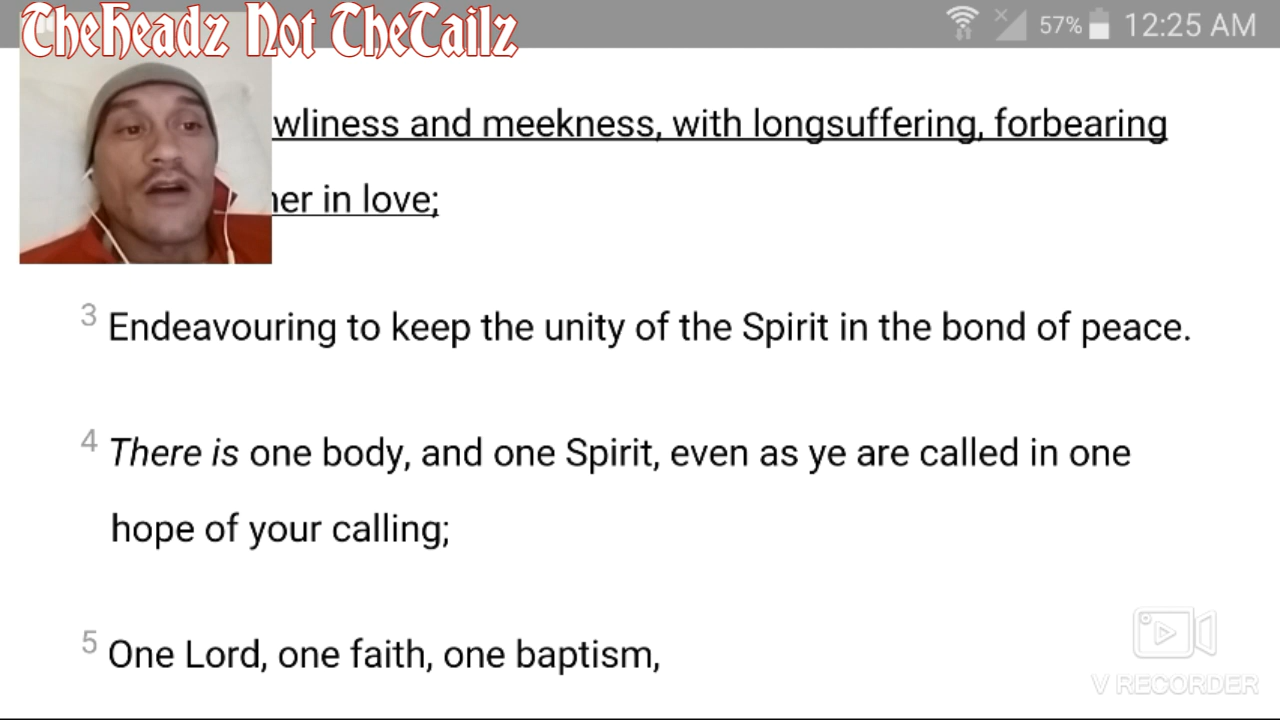 TheHeadz Not TheTailz
57% 12:25 AM
wliness and meekness, with longsuffering, forbearing
her in love;
3 Endeavouring to keep the unity of the Spirit in the bond of peace.
4 There is one body, and one Spirit, even as ye are called in one
hope of your calling;
5 One Lord, one faith, one baptism,
V RECORDER